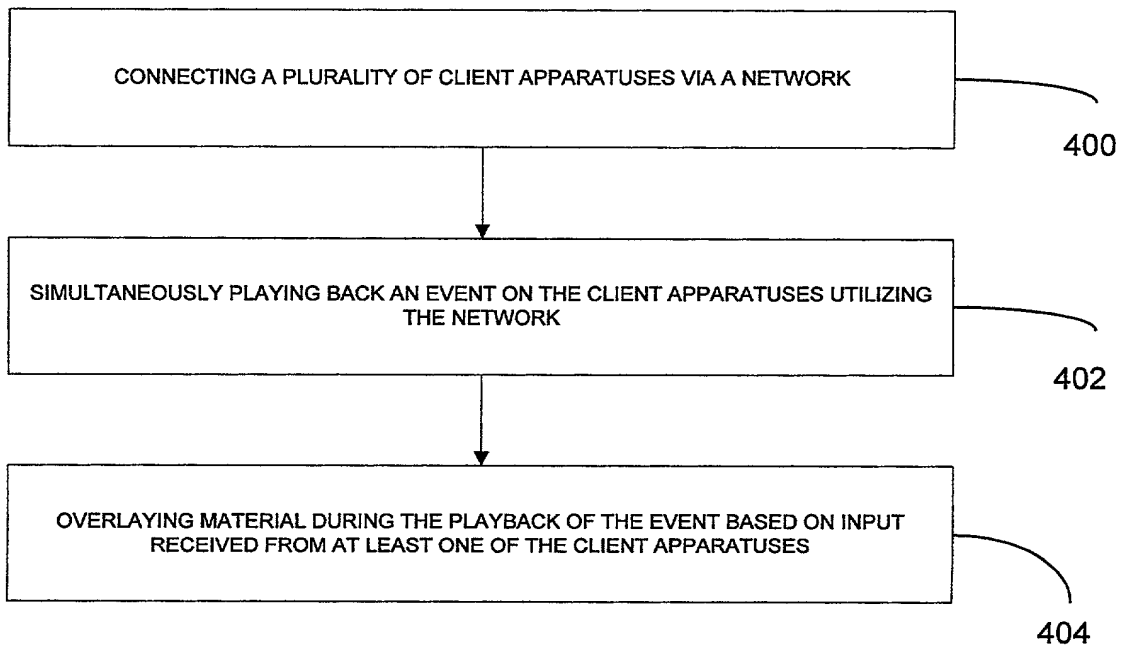 CONNECTING A PLURALITY OF CLIENT APPARATUSES VIA A NETWORK
400
SIMULTANEOUSLY PLAYING BACK AN EVENT ON THE CLIENT APPARATUSES UTILIZING
THE NETWORK
402
OVERLAYING MATERIAL DURING THE PLAYBACK OF THE EVENT BASED ON INPUT
RECEIVED FROM AT LEAST ONE OF THE CLIENT APPARATUSES
404